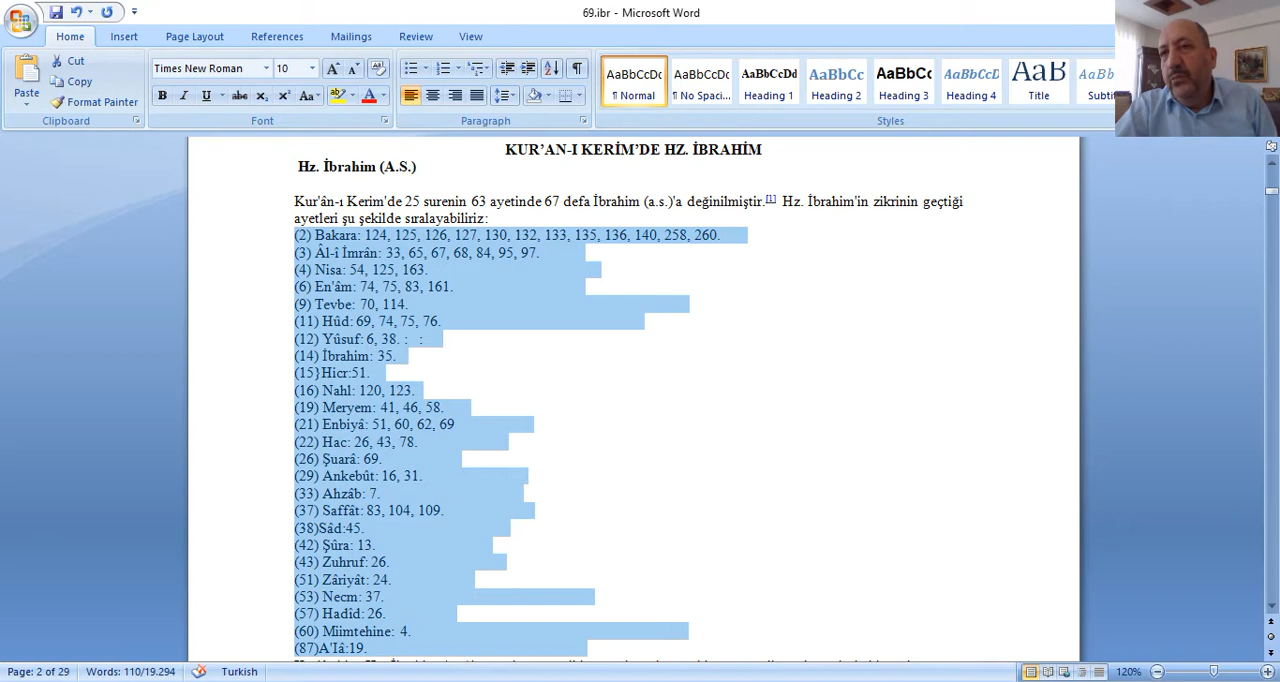 69.ibr - Microsoft Word
Home Insert Page Layout References Mailings Review View
Paste
Cut
Copy
Format Painter
Clipboard
Times New Roman 10
Font
Paragraph
AaBbCcDc AaBbCcDc AaBbCcDd AaBbCc AaBbCc AaBbCcD AaB AaBb
¶ Normal ¶ No Spaci... Heading 1 Heading 2 Heading 3 Heading 4 Title Subti
Styles
KUR’AN-I KERİM’DE HZ. İBRAHİM
Hz. İbrahim (A.S.)
Kur'ân-ı Kerim'de 25 surenin 63 ayetinde 67 defa İbrahim (a.s.)'a değinilmiştir.[1] Hz. İbrahim'in zikrinin geçtiği
ayetleri şu şekilde sıralayabiliriz:
(2) Bakara: 124, 125, 126, 127, 130, 132, 133, 135, 136, 140, 258, 260.
(3) Âl-î İmrân: 33, 65, 67, 68, 84, 95, 97.
(4) Nisa: 54, 125, 163.
(6) En'âm: 74, 75, 83, 161.
(9) Tevbe: 70, 114.
(11) Hûd: 69, 74, 75, 76.
(12) Yûsuf: 6, 38. : :
(14) İbrahim: 35.
(15}Hicr:51.
(16) Nahl: 120, 123.
(19) Meryem: 41, 46, 58.
(21) Enbiyâ: 51, 60, 62, 69
(22) Hac: 26, 43, 78.
(26) Şuarâ: 69.
(29) Ankebût: 16, 31.
(33) Ahzâb: 7.
(37) Saffât: 83, 104, 109.
(38)Sâd:45.
(42) Şûra: 13.
(43) Zuhruf: 26.
(51) Zâriyât: 24.
(53) Necm: 37.
(57) Hadîd: 26.
(60) Miimtehine: 4.
(87)A'Iâ:19.
Page: 2 of 29 Words: 110/19.294 Turkish 120%